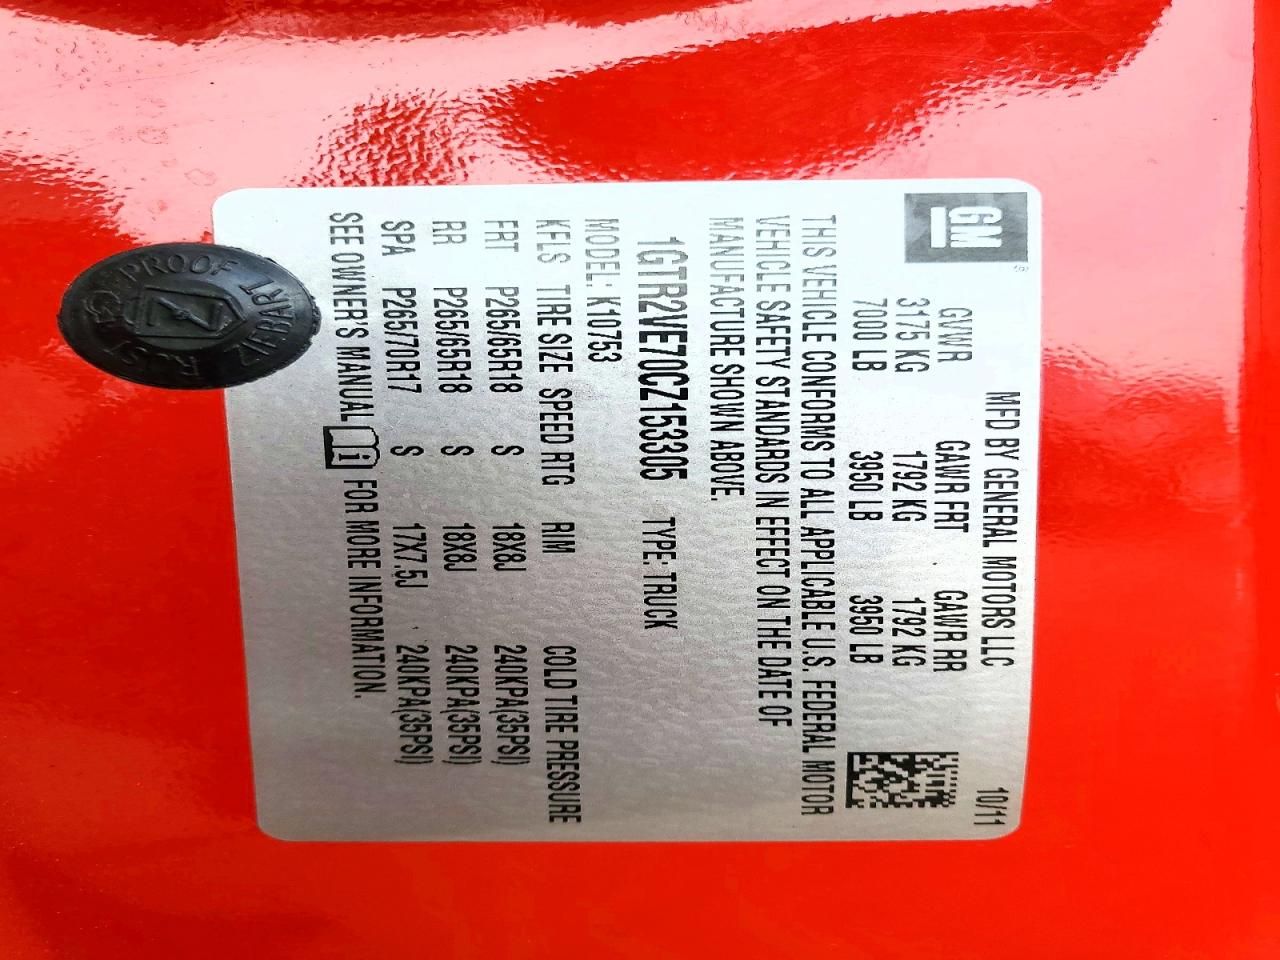 GM
MFD BY GENERAL MOTORS LLC 10/11
GVWR GAWR FRT GAWR RR
3175 KG 1792 KG 1792 KG
7000 LB 3950 LB 3950 LB
THIS VEHICLE CONFORMS TO ALL APPLICABLE U.S. FEDERAL MOTOR
VEHICLE SAFETY STANDARDS IN EFFECT ON THE DATE OF
MANUFACTURE SHOWN ABOVE.
1GTR2VE70CZ153305 TYPE: TRUCK
MODEL: K10753
KFLS TIRE SIZE SPEED RTG RIM COLD TIRE PRESSURE
FRT P265/65R18 S 18X8J 240KPA(35PSI)
RR P265/65R18 S 18X8J 240KPA(35PSI)
SPA P265/70R17 S 17X7.5J 240KPA(35PSI)
SEE OWNER'S MANUAL i FOR MORE INFORMATION.
ZIEBART
RUST
PROOF